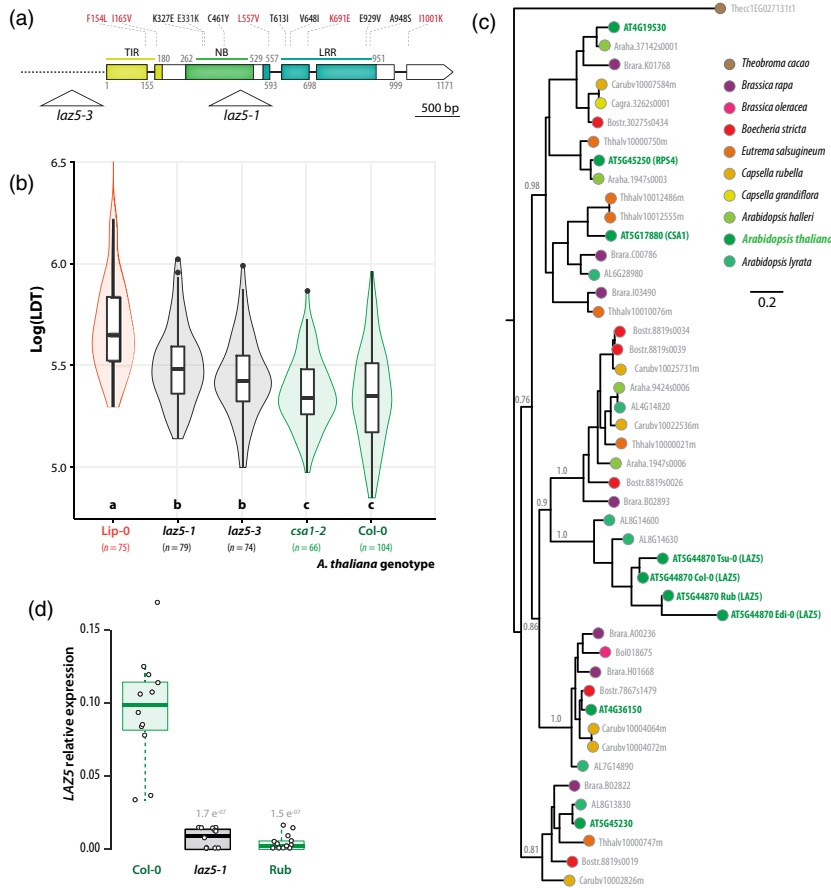 (a)
F154L I165V K327E E331K C461Y L557V T613I V648I K691E E929V A948S I1001K
TIR NB LRR
180 262 529 557 951
1 155 593 698 999 1171
laz5-3 laz5-1
500 bp
(b)
Log(LDT)
6.5
6.0
5.5
5.0
a b b c c
Lip-0 laz5-1 laz5-3 csa1-2 Col-0
(n = 75) (n = 79) (n = 74) (n = 66) (n = 104)
A. thaliana genotype
(d)
LAZ5 relative expression
0.15
0.10
0.05
0.00
1.7 e-07 1.5 e-07
Col-0 laz5-1 Rub
(c)
Thecc1EG027131t1
AT4G19530
Araha.37142s0001
Brara.K01768
Carubv10007584m
Cagra.3262s0001
Bostr.30275s0434
Thhalv10000750m
AT5G45250 (RPS4)
Araha.1947s0003
Thhalv10012486m
Thhalv10012555m
AT5G17880 (CSA1)
Brara.C00786
AL6G28980
Brara.I03490
Thhalv10010076m
Bostr.8819s0034
Bostr.8819s0039
Carubv10025731m
Araha.9424s0006
AL4G14820
Carubv10022536m
Thhalv10000021m
Araha.1947s0006
Bostr.8819s0026
Brara.B02893
AL8G14600
AL8G14630
AT5G44870 Tsu-0 (LAZ5)
AT5G44870 Col-0 (LAZ5)
AT5G44870 Rub (LAZ5)
AT5G44870 Edi-0 (LAZ5)
Brara.A00236
Bol018675
Brara.H01668
Bostr.7867s1479
AT4G36150
Carubv10004064m
Carubv10004072m
AL7G14890
Brara.B02822
AL8G13830
AT5G45230
Thhalv10000747m
Bostr.8819s0019
Carubv10002826m
0.98
0.76
1.0
0.9
1.0
0.86
1.0
0.81
Theobroma cacao
Brassica rapa
Brassica oleracea
Boecheria stricta
Eutrema salsugineum
Capsella rubella
Capsella grandiflora
Arabidopsis halleri
Arabidopsis thaliana
Arabidopsis lyrata
0.2